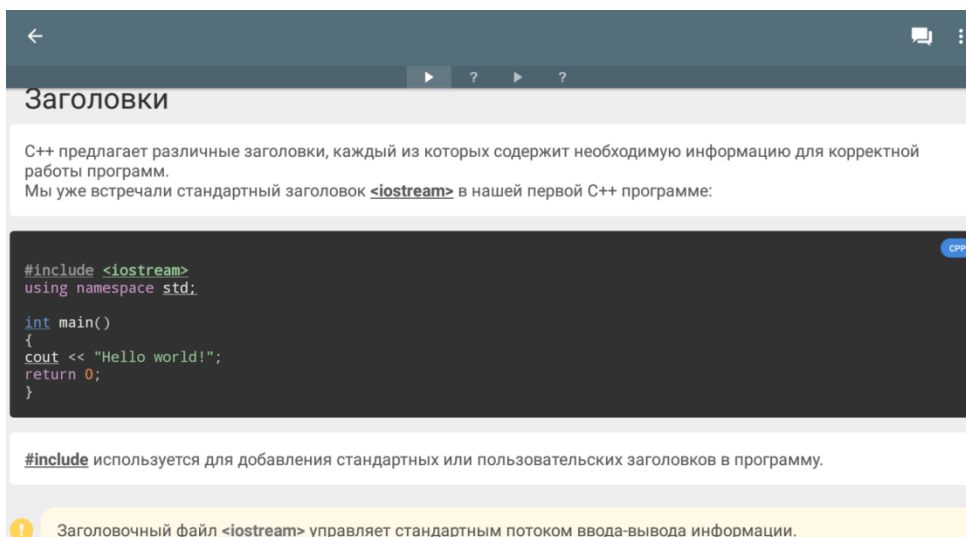 ? ?
Заголовки
C++ предлагает различные заголовки, каждый из которых содержит необходимую информацию для корректной
работы программ.
Мы уже встречали стандартный заголовок <iostream> в нашей первой C++ программе:
CPP
#include <iostream>
using namespace std;
int main()
{
cout << "Hello world!";
return 0;
}
#include используется для добавления стандартных или пользовательских заголовков в программу.
! Заголовочный файл <iostream> управляет стандартным потоком ввода-вывода информации.